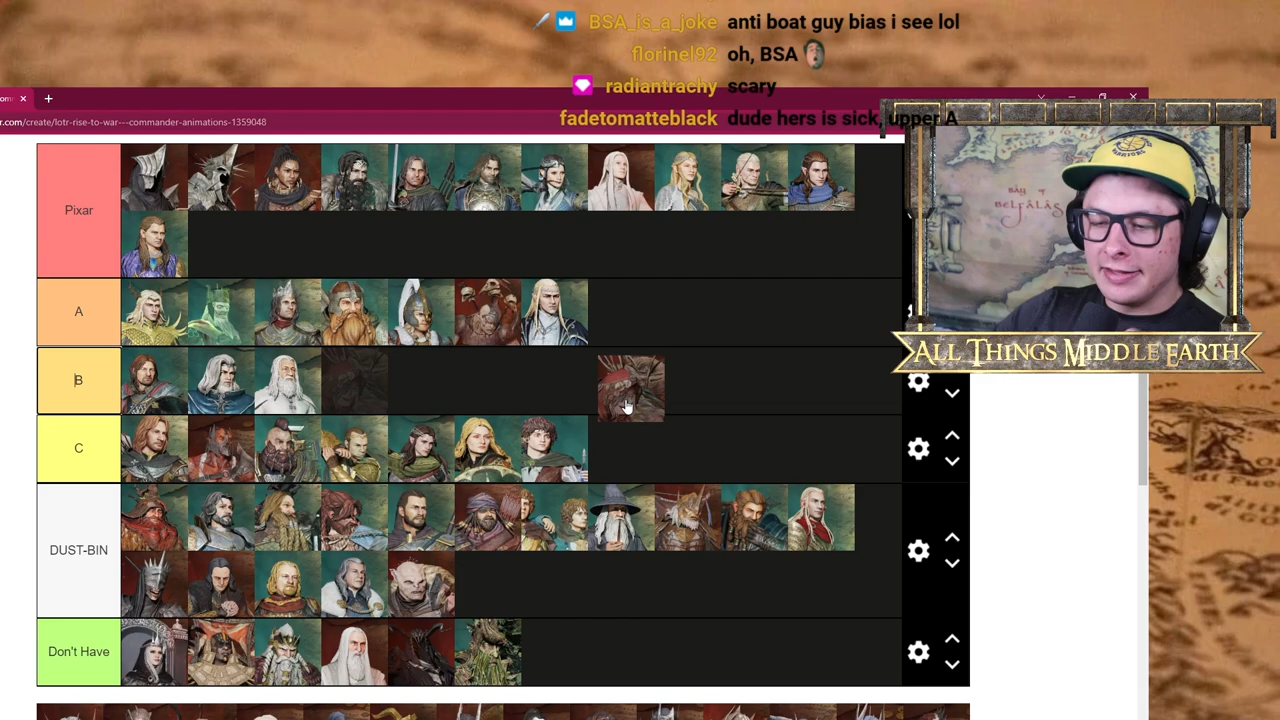 BSA_is_a_joke anti boat guy bias i see lol
florinel92 oh, BSA
radiantrachy scary
fadetomatteblack dude hers is sick, upper A
r.com/create/lotr-rise-to-war---commander-animations-1359048
Pixar
A
B
C
DUST-BIN
Don't Have
BELFÂLÂS
ALL THINGS MIDDLE EARTH